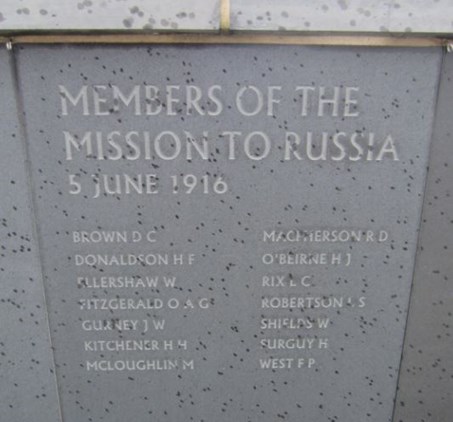 MEMBERS OF THE
MISSION TO RUSSIA
5 JUNE 1916
BROWN D C
DONALDSON H F
ELLERSHAW W
FITZGERALD O A G
GURNEY J W
KITCHENER H H
MCLOUGHLIN M
MACPHERSON R D
O'BEIRNE H J
RIX L C
ROBERTSON L S
SHIELDS W
SURGUY H
WEST F P